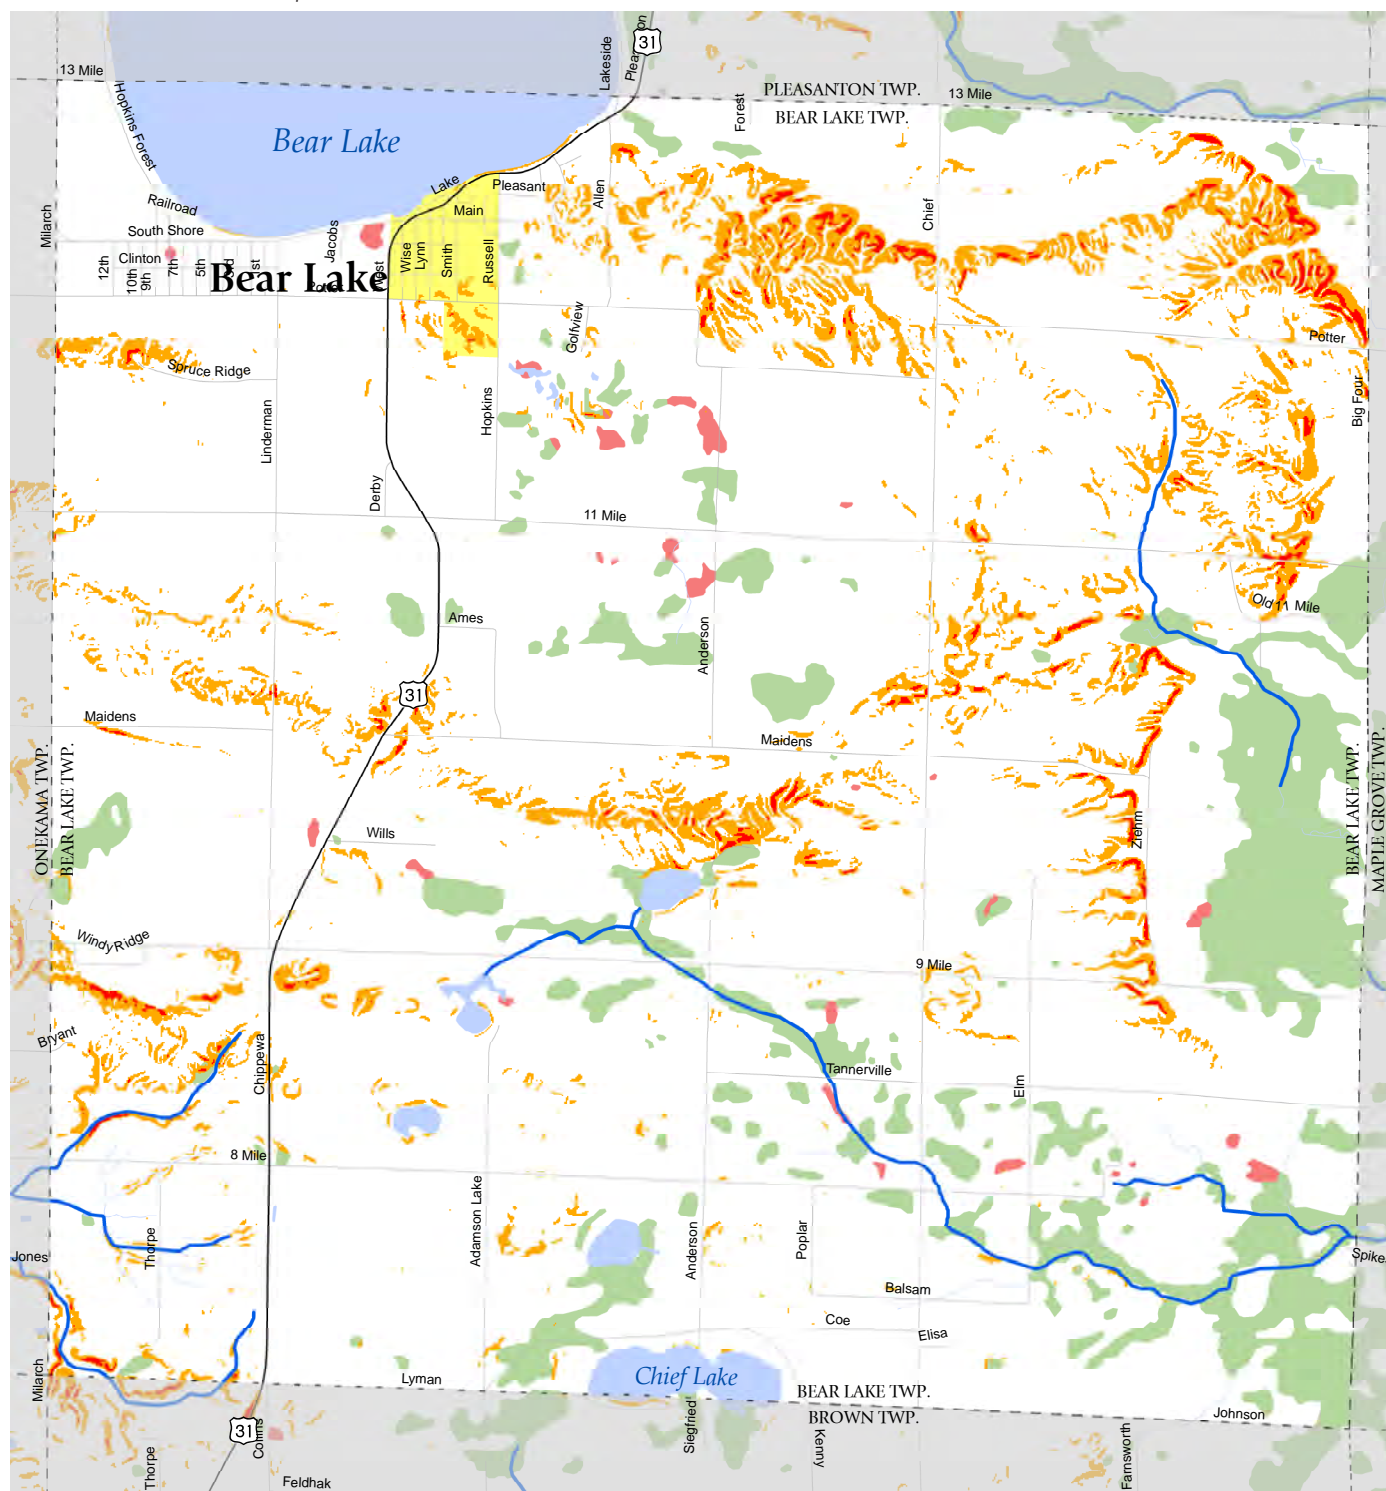 31
Lakeside
13 Mile
PLEASANTON TWP.
13 Mile
Forest
BEAR LAKE TWP.
Hopkins Forest
Bear Lake
Lake
Pleasant
Allen
Railroad
Main
Chief
Milarch
South Shore
Jacobs
Wise
Lynn
Smith
Russell
Clinton
12th
10th
9th
7th
5th
Bear Lake
Golfview
Potter
Spruce Ridge
Big Four
Linderman
Hopkins
Derby
11 Mile
Old 11 Mile
Ames
Anderson
31
Maidens
Maidens
ONEKAMA TWP.
BEAR LAKE TWP.
BEAR LAKE TWP.
MAPLE GROVE TWP.
Wills
Zrehm
Windy Ridge
9 Mile
Bryant
Chippewa
Tannerville
Elm
8 Mile
Adamson Lake
Anderson
Poplar
Thorpe
Jones
Spike
Balsam
Coe
Elisa
Milarch
Lyman
Chief Lake
BEAR LAKE TWP.
BROWN TWP.
Johnson
31
Collins
Siegfried
Kenny
Farnsworth
Thorpe
Feldhak